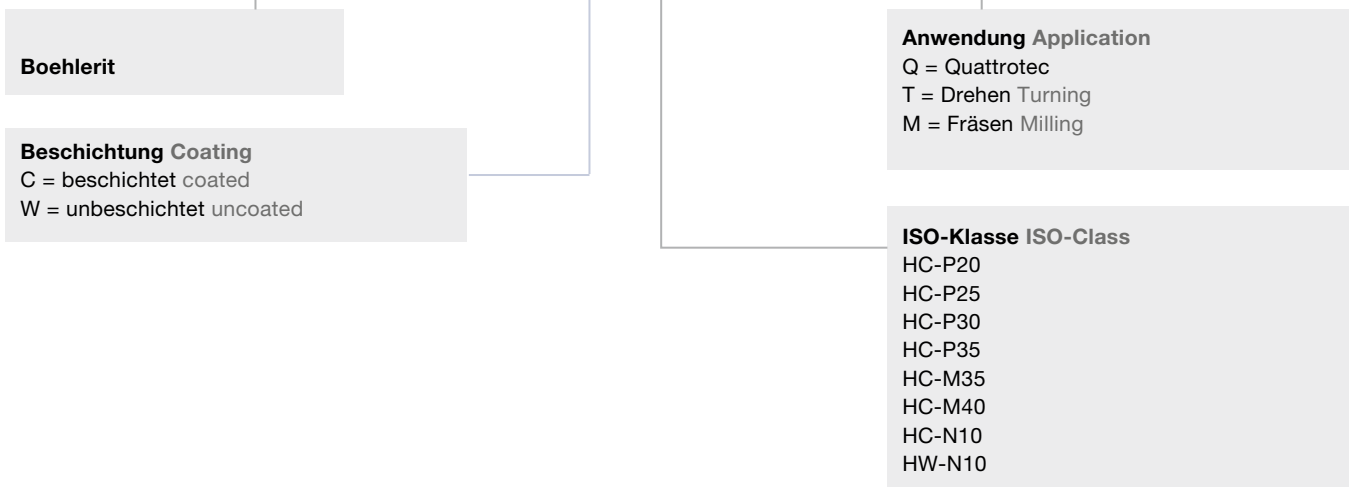 Boehlerit
Beschichtung Coating
C = beschichtet coated
W = unbeschichtet uncoated
Anwendung Application
Q = Quattrotec
T = Drehen Turning
M = Fräsen Milling
ISO-Klasse ISO-Class
HC-P20
HC-P25
HC-P30
HC-P35
HC-M35
HC-M40
HC-N10
HW-N10